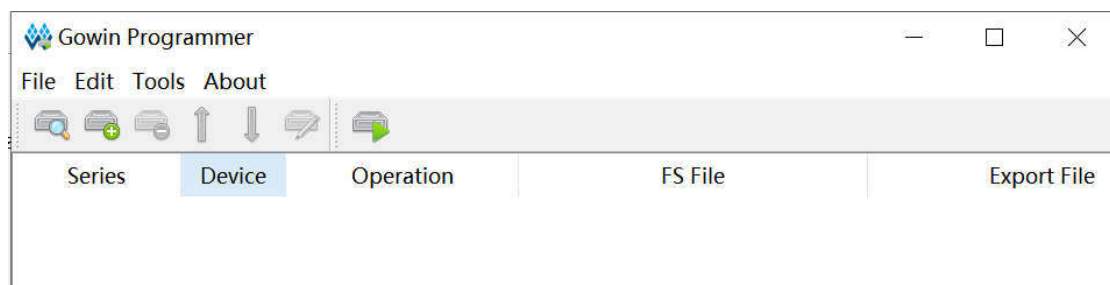 Gowin Programmer
File Edit Tools About
Series Device Operation FS File Export File